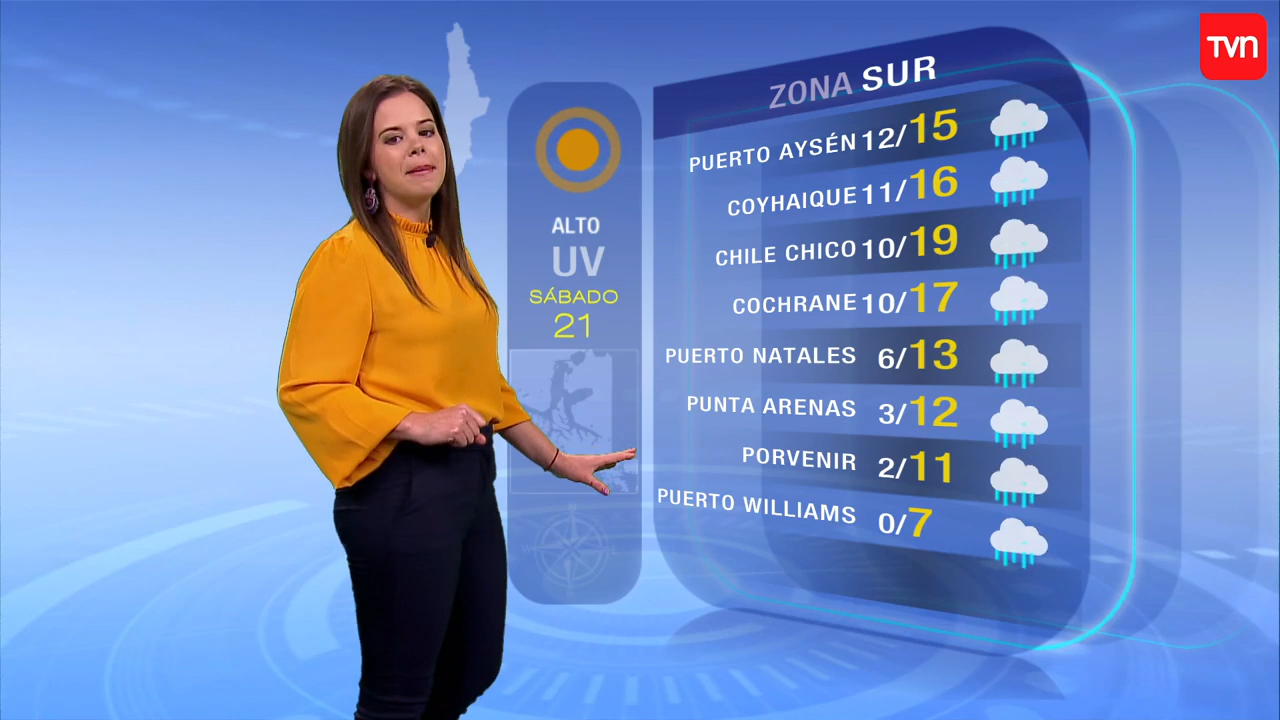 TVN
ZONA SUR
PUERTO AYSÉN 12/15
COYHAIQUE 11/16
CHILE CHICO 10/19
COCHRANE 10/17
PUERTO NATALES 6/13
PUNTA ARENAS 3/12
PORVENIR 2/11
PUERTO WILLIAMS 0/7
ALTO
UV
SÁBADO
21